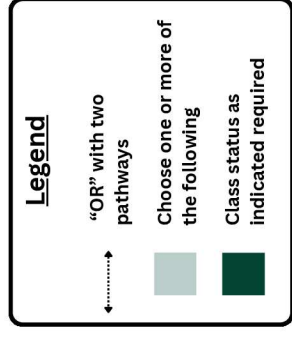 Legend
“OR” with two
pathways
Choose one or more of
the following
Class status as
indicated required